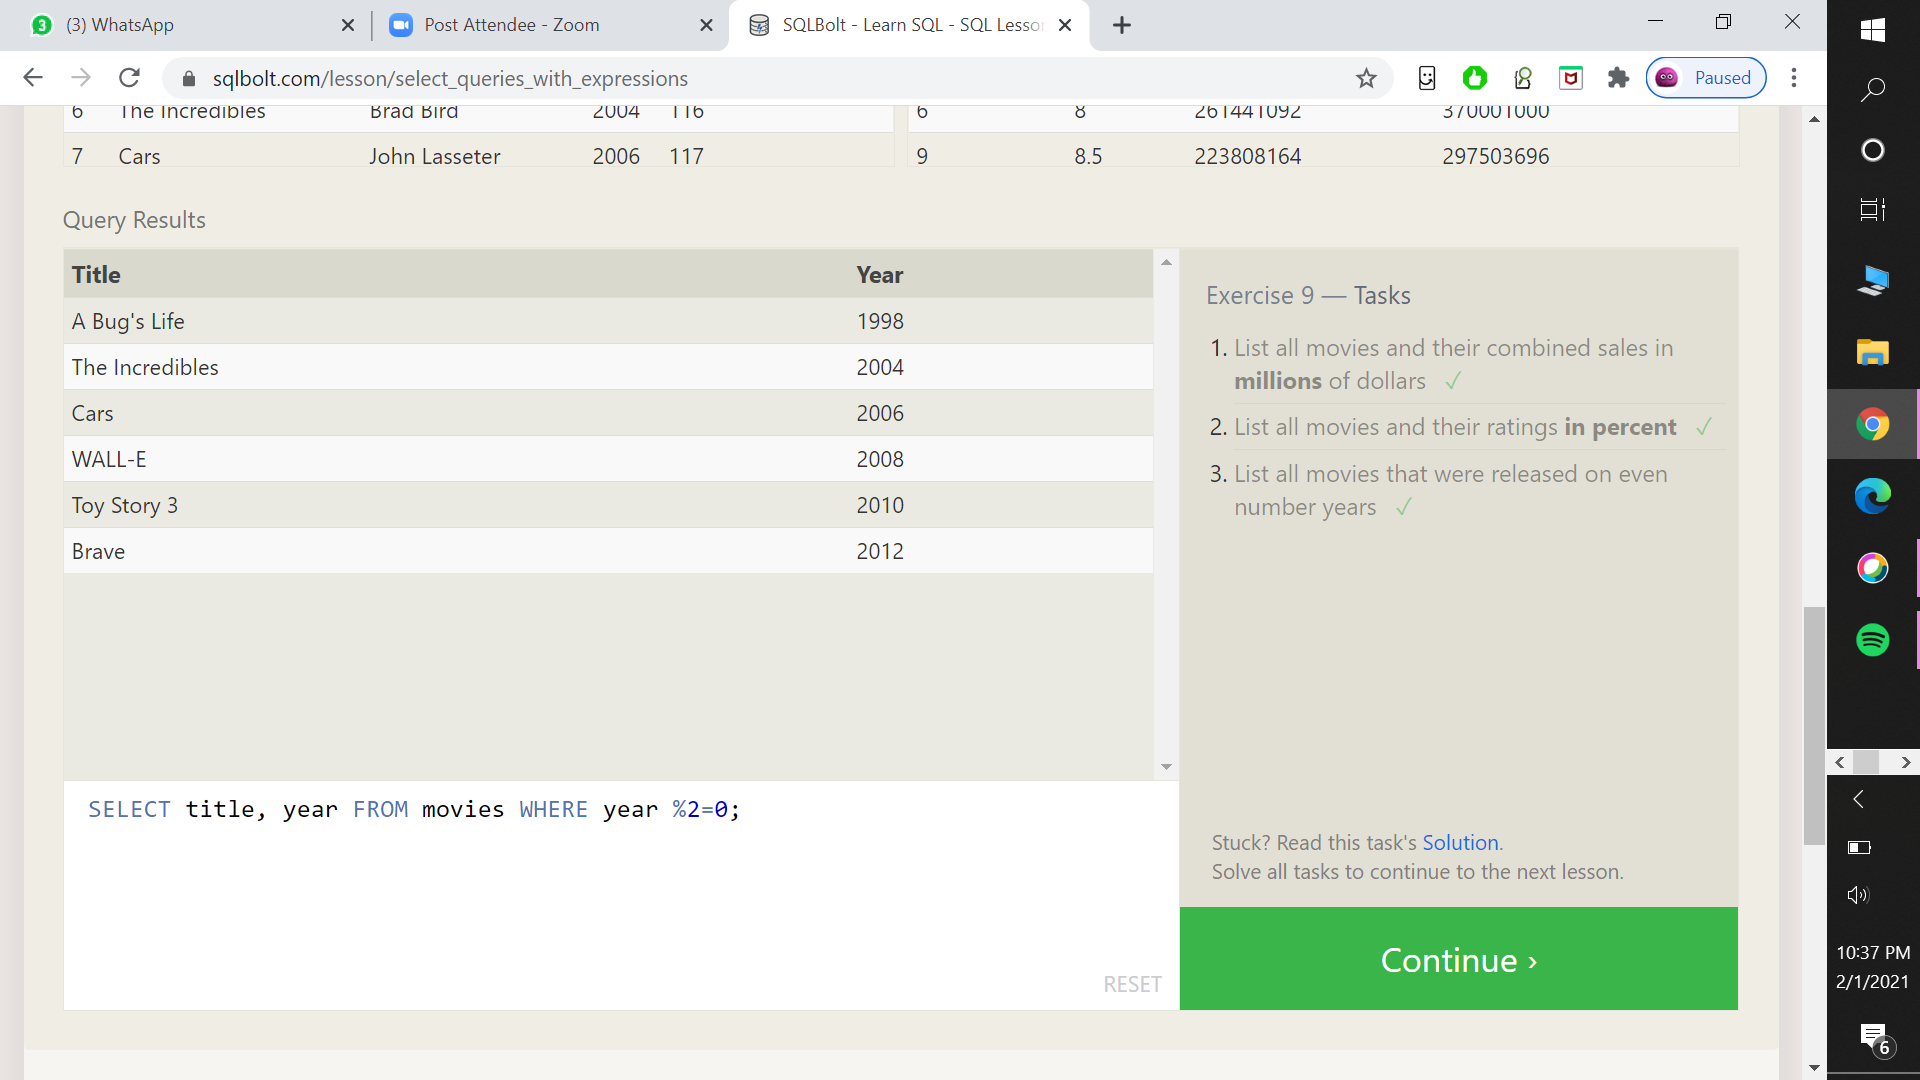 (3) WhatsApp
Post Attendee - Zoom
SQLBolt - Learn SQL - SQL Lesson
sqlbolt.com/lesson/select_queries_with_expressions
Paused
6 The Incredibles Brad Bird 2004 116
6 8 261441092 370001000
7 Cars John Lasseter 2006 117
9 8.5 223808164 297503696
Query Results
Title Year
A Bug's Life 1998
The Incredibles 2004
Cars 2006
WALL-E 2008
Toy Story 3 2010
Brave 2012
SELECT title, year FROM movies WHERE year %2=0;
RESET
Exercise 9 — Tasks
1. List all movies and their combined sales in
millions of dollars ✓
2. List all movies and their ratings in percent ✓
3. List all movies that were released on even
number years ✓
Stuck? Read this task's Solution.
Solve all tasks to continue to the next lesson.
Continue ›
10:37 PM
2/1/2021
6